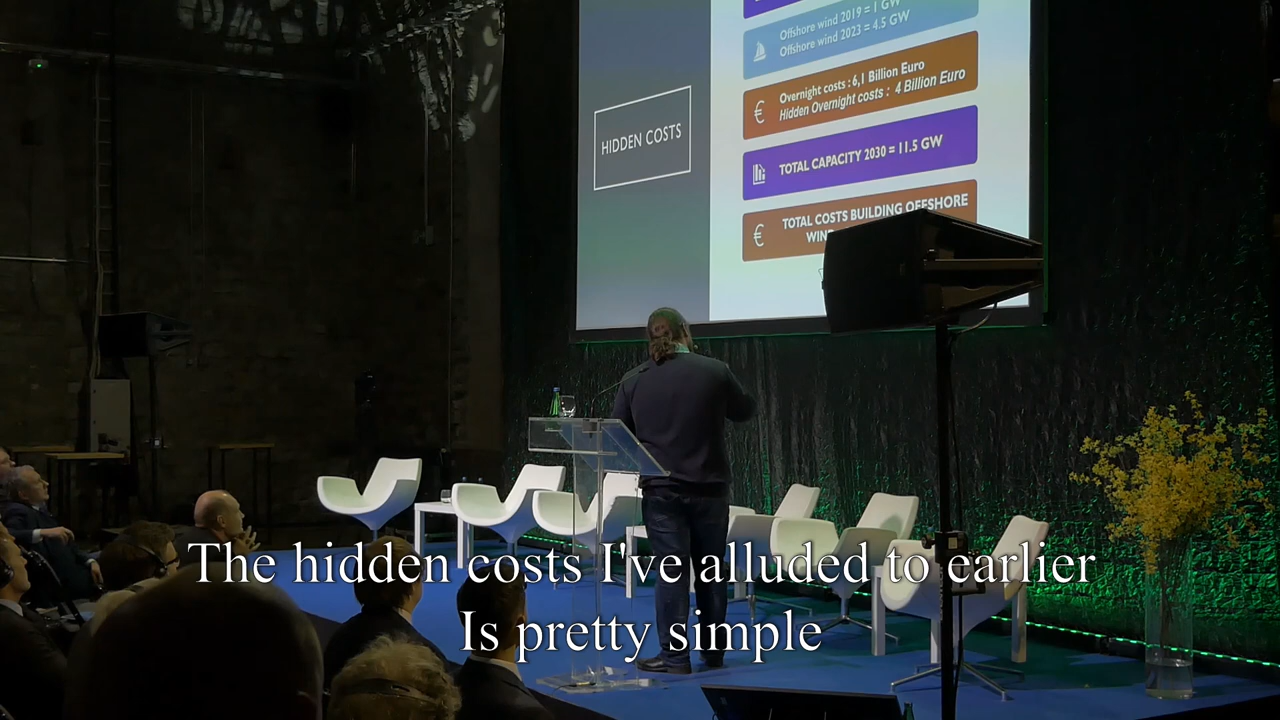 Offshore wind 2019 = 1 GW
Offshore wind 2023 = 4.5 GW
€
Overnight costs : 6,1 Billion Euro
Hidden Overnight costs : 4 Billion Euro
HIDDEN COSTS
TOTAL CAPACITY 2030 = 11.5 GW
€
TOTAL COSTS BUILDING OFFSHORE
The hidden costs I've alluded to earlier
Is pretty simple